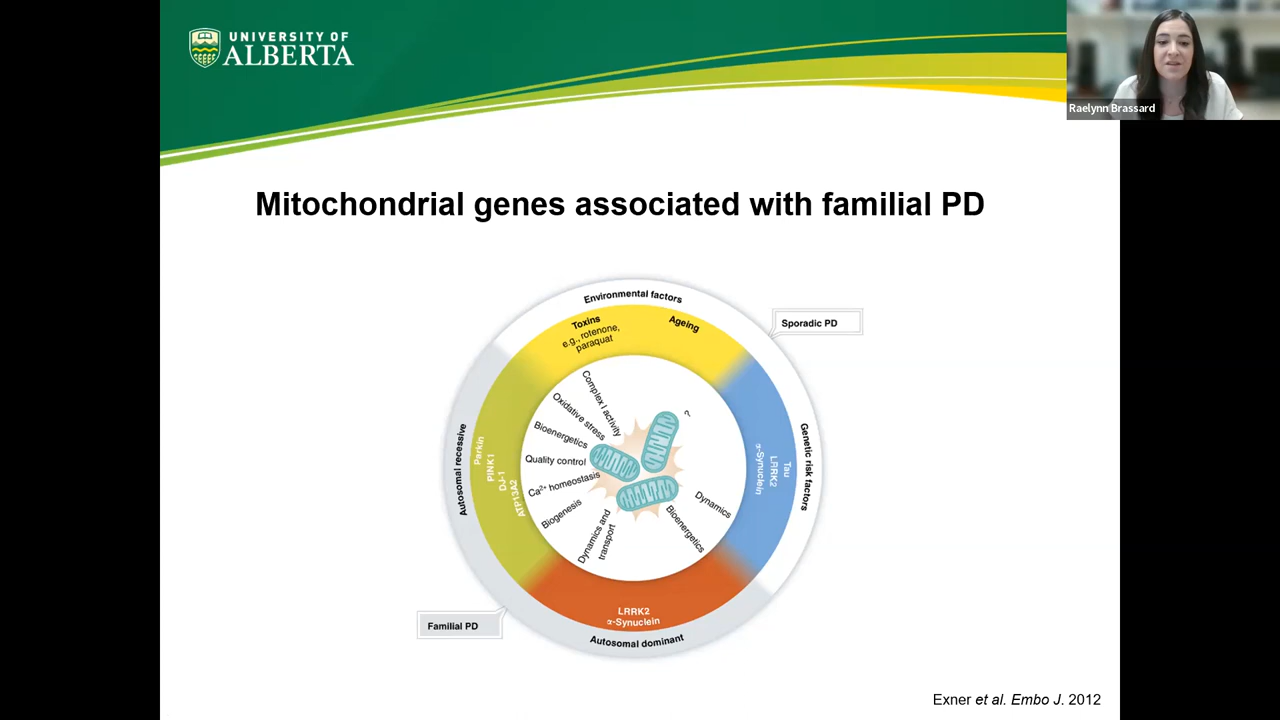 UNIVERSITY OF
ALBERTA
Raelynn Brassard
Mitochondrial genes associated with familial PD
Environmental factors
Toxins
e.g., rotenone,
paraquat
Ageing
Sporadic PD
Complex I activity
Oxidative stress
Bioenergetics
Quality control
Ca²⁺ homeostasis
Biogenesis
Dynamics and
transport
?
Dynamics
Bioenergetics
Autosomal recessive
Parkin
PINK1
DJ-1
ATP13A2
Tau
LRRK2
α-Synuclein
Genetic risk factors
LRRK2
α-Synuclein
Autosomal dominant
Familial PD
Exner et al. Embo J. 2012